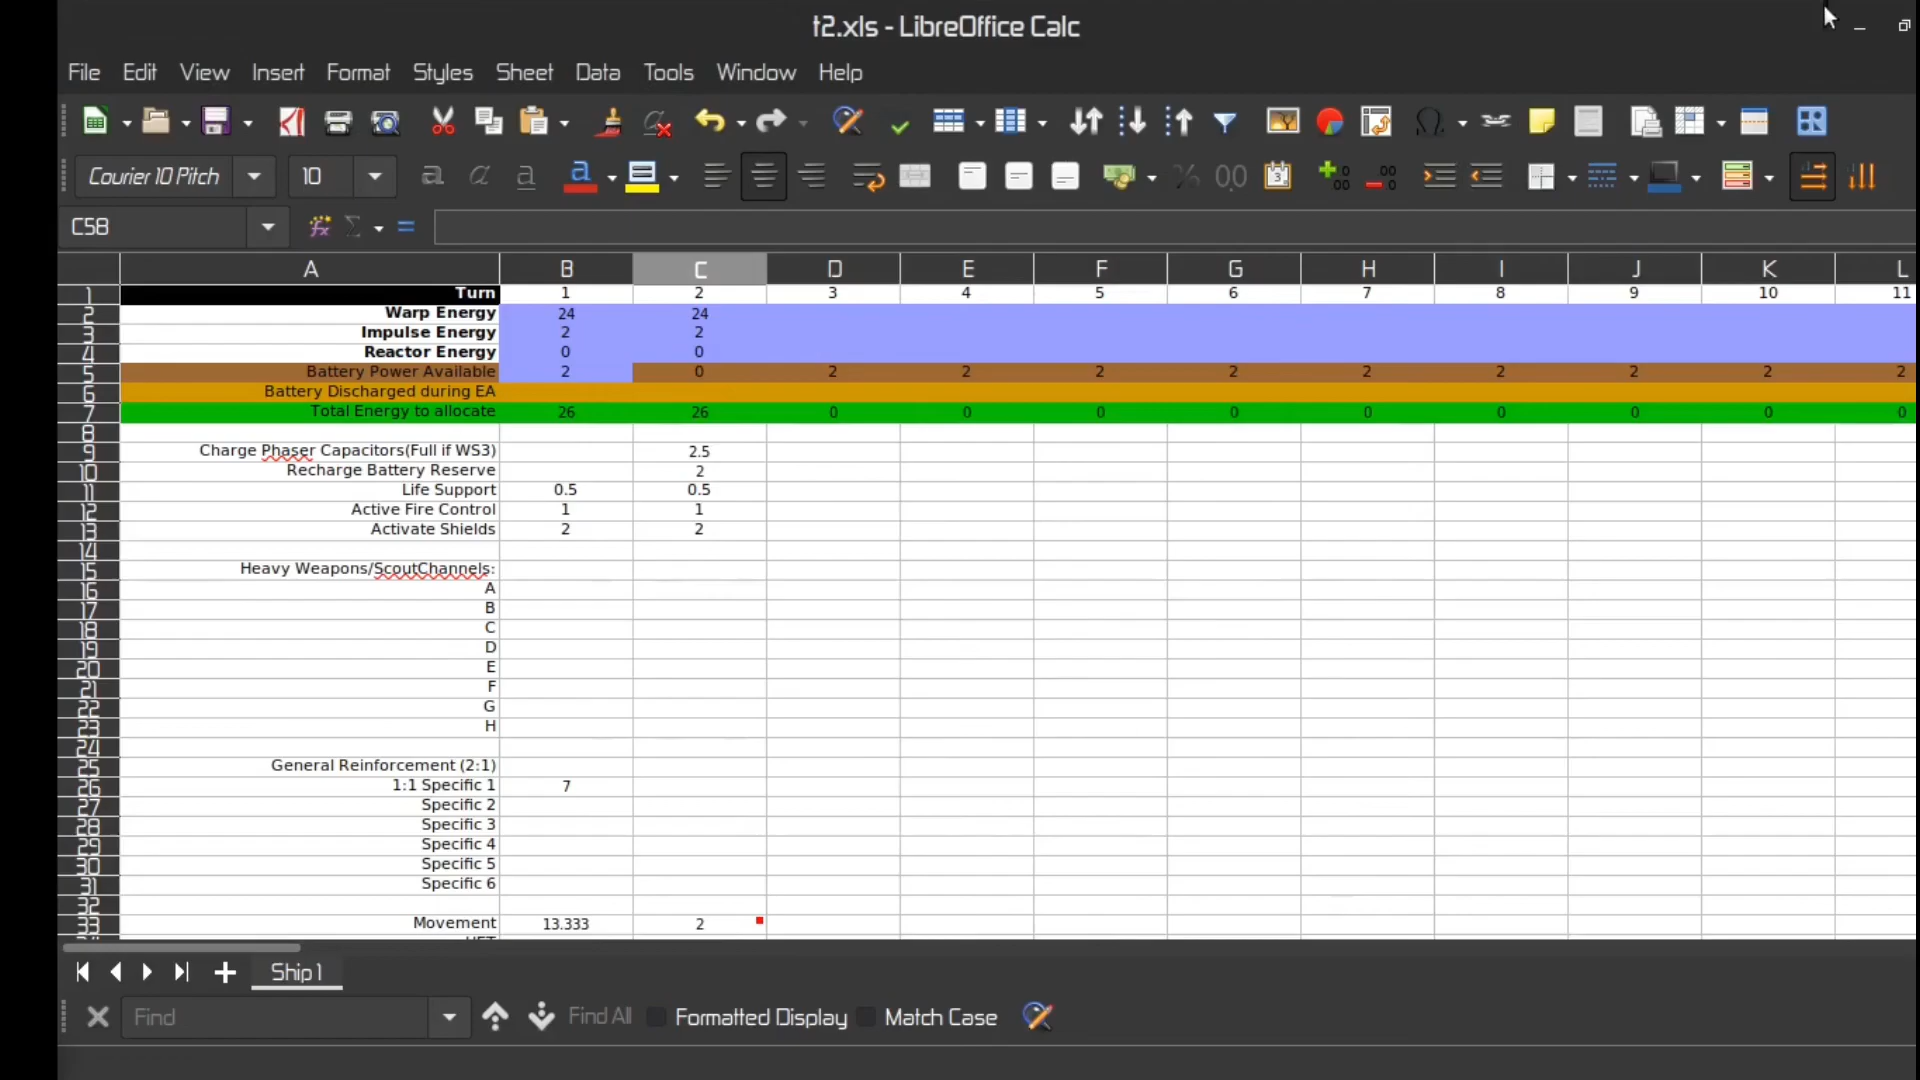 t2.xls - LibreOffice Calc
File Edit View Insert Format Styles Sheet Data Tools Window Help
Courier 10 Pitch 10
C58
A B C D E F G H I J K L
1 Turn 1 2 3 4 5 6 7 8 9 10 11
2 Warp Energy 24 24
3 Impulse Energy 2 2
4 Reactor Energy 0 0
5 Battery Power Available 2 0 2 2 2 2 2 2 2 2 2
6 Battery Discharged during EA
7 Total Energy to allocate 26 26 0 0 0 0 0 0 0 0 0
8
9 Charge Phaser Capacitors(Full if WS3) 2.5
10 Recharge Battery Reserve 2
11 Life Support 0.5 0.5
12 Active Fire Control 1 1
13 Activate Shields 2 2
14
15 Heavy Weapons/ScoutChannels:
16 A
17 B
18 C
19 D
20 E
21 F
22 G
23 H
24
25 General Reinforcement (2:1)
26 1:1 Specific 1 7
27 Specific 2
28 Specific 3
29 Specific 4
30 Specific 5
31 Specific 6
32
33 Movement 13.333 2
Ship1
Find Find All Formatted Display Match Case